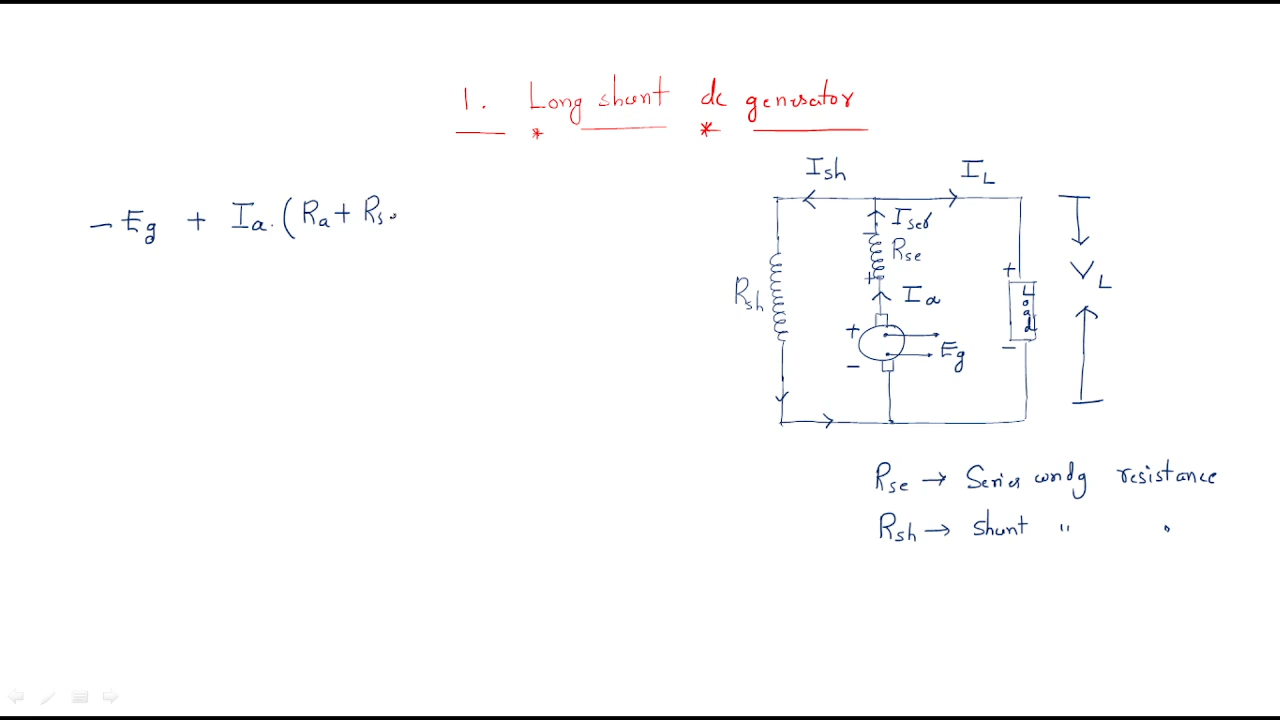 1. Long shunt dc generator
* *
- Eg + Ia. (Ra + Rs
Ish
IL
Ise
Rse
Rsh
Ia
+
-
Eg
+
Load
-
VL
+
-
Rse → Series wndg resistance
Rsh → shunt " "